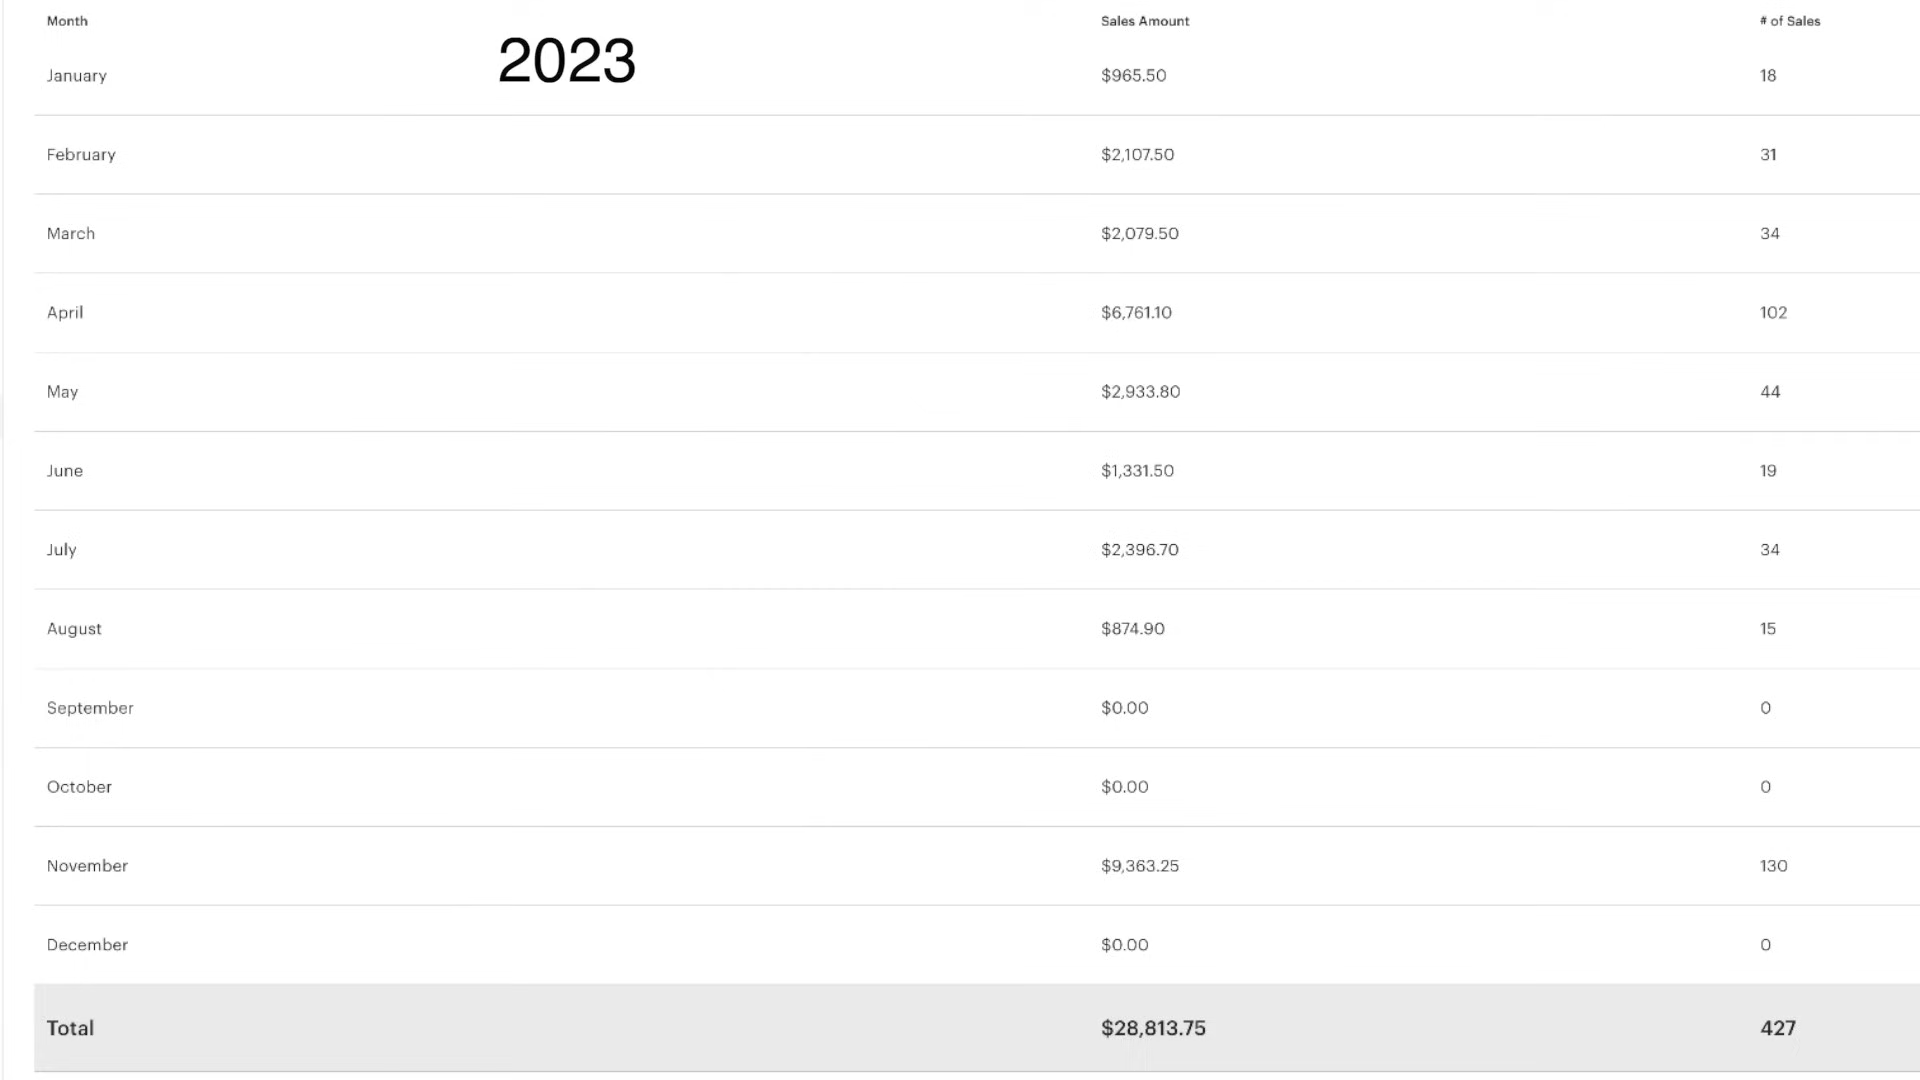 Month Sales Amount # of Sales
2023
January $965.50 18
February $2,107.50 31
March $2,079.50 34
April $6,761.10 102
May $2,933.80 44
June $1,331.50 19
July $2,396.70 34
August $874.90 15
September $0.00 0
October $0.00 0
November $9,363.25 130
December $0.00 0
Total $28,813.75 427